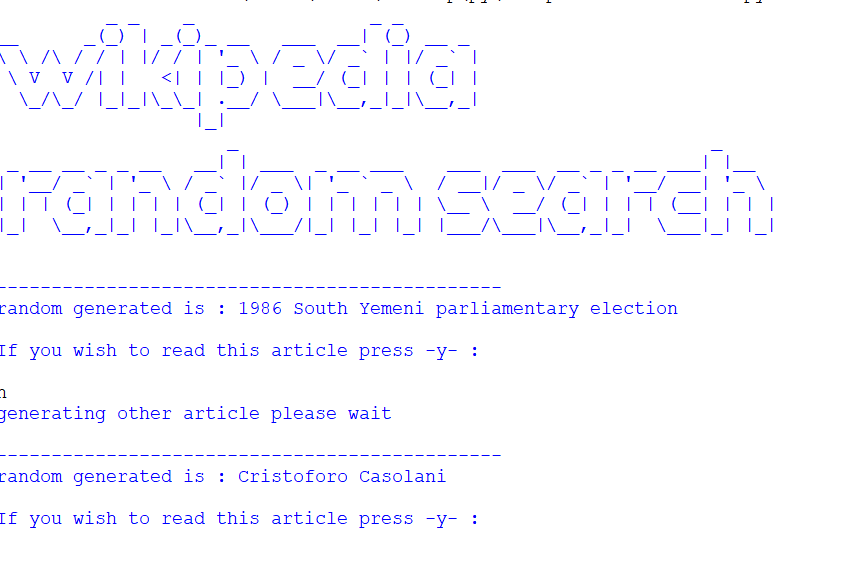 wikipedia
random search
----------------------------------------------
random generated is : 1986 South Yemeni parliamentary election
If you wish to read this article press -y- :
n
generating other article please wait
----------------------------------------------
random generated is : Cristoforo Casolani
If you wish to read this article press -y- :